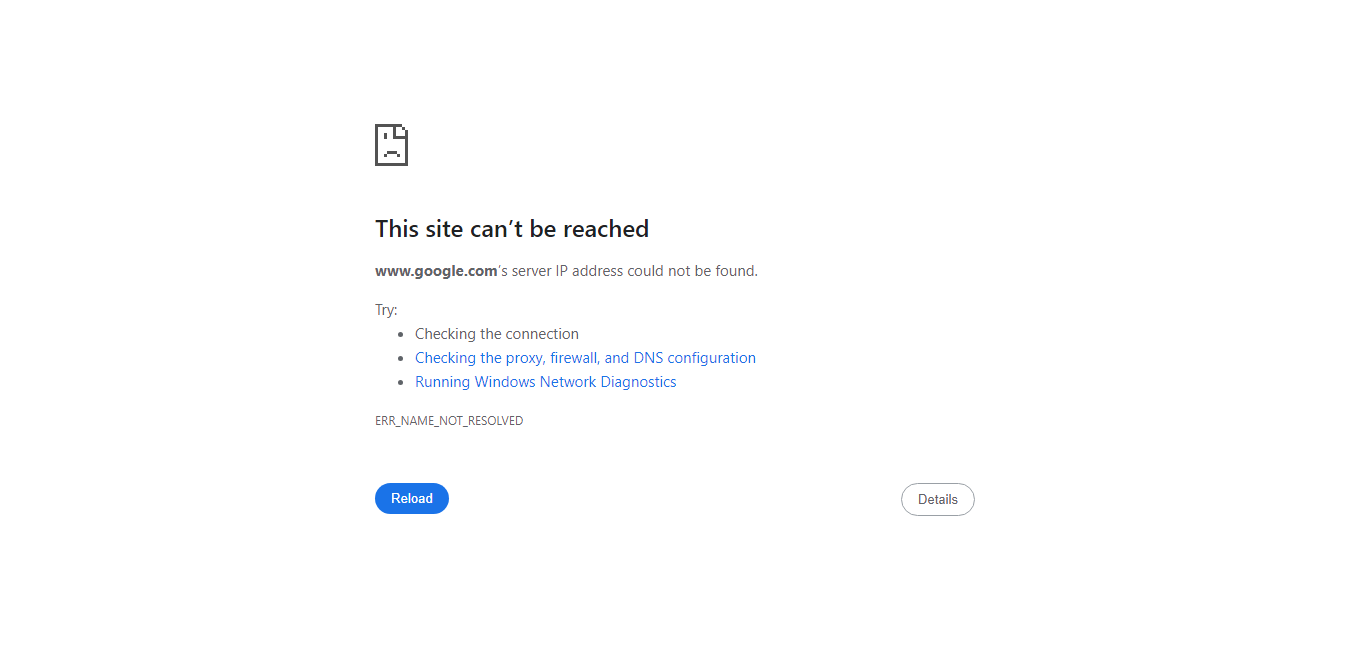 This site can’t be reached
www.google.com’s server IP address could not be found.
Try:
Checking the connection
Checking the proxy, firewall, and DNS configuration
Running Windows Network Diagnostics
ERR_NAME_NOT_RESOLVED
Reload
Details